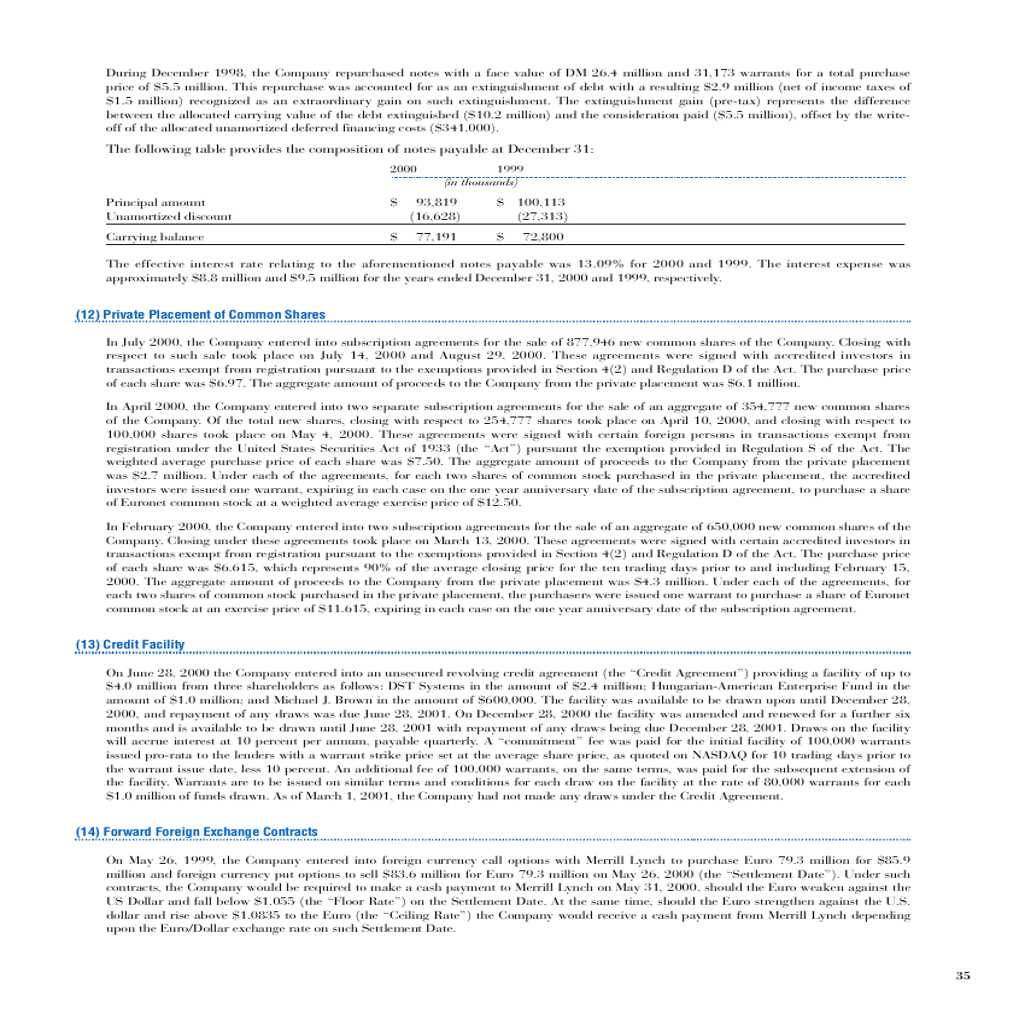 During December 1998, the Company repurchased notes with a face value of DM 26.4 million and 31,173 warrants for a total purchase
price of $5.5 million. This repurchase was accounted for as an extinguishment of debt with a resulting $2.9 million (net of income taxes of
$1.5 million) recognized as an extraordinary gain on such extinguishment. The extinguishment gain (pre-tax) represents the difference
between the allocated carrying value of the debt extinguished ($10.2 million) and the consideration paid ($5.5 million), offset by the write-
off of the allocated unamortized deferred financing costs ($341,000).
The following table provides the composition of notes payable at December 31:
2000 1999
(in thousands)
Principal amount $ 93,819 $ 100,113
Unamortized discount (16,628) (27,313)
Carrying balance $ 77,191 $ 72,800
The effective interest rate relating to the aforementioned notes payable was 13.09% for 2000 and 1999. The interest expense was
approximately $8.8 million and $9.5 million for the years ended December 31, 2000 and 1999, respectively.
(12) Private Placement of Common Shares
In July 2000, the Company entered into subscription agreements for the sale of 877,946 new common shares of the Company. Closing with
respect to such sale took place on July 14, 2000 and August 29, 2000. These agreements were signed with accredited investors in
transactions exempt from registration pursuant to the exemptions provided in Section 4(2) and Regulation D of the Act. The purchase price
of each share was $6.97. The aggregate amount of proceeds to the Company from the private placement was $6.1 million.
In April 2000, the Company entered into two separate subscription agreements for the sale of an aggregate of 354,777 new common shares
of the Company. Of the total new shares, closing with respect to 254,777 shares took place on April 10, 2000, and closing with respect to
100,000 shares took place on May 4, 2000. These agreements were signed with certain foreign persons in transactions exempt from
registration under the United States Securities Act of 1933 (the “Act”) pursuant the exemption provided in Regulation S of the Act. The
weighted average purchase price of each share was $7.50. The aggregate amount of proceeds to the Company from the private placement
was $2.7 million. Under each of the agreements, for each two shares of common stock purchased in the private placement, the accredited
investors were issued one warrant, expiring in each case on the one year anniversary date of the subscription agreement, to purchase a share
of Euronet common stock at a weighted average exercise price of $12.50.
In February 2000, the Company entered into two subscription agreements for the sale of an aggregate of 650,000 new common shares of the
Company. Closing under these agreements took place on March 13, 2000. These agreements were signed with certain accredited investors in
transactions exempt from registration pursuant to the exemptions provided in Section 4(2) and Regulation D of the Act. The purchase price
of each share was $6.615, which represents 90% of the average closing price for the ten trading days prior to and including February 15,
2000. The aggregate amount of proceeds to the Company from the private placement was $4.3 million. Under each of the agreements, for
each two shares of common stock purchased in the private placement, the purchasers were issued one warrant to purchase a share of Euronet
common stock at an exercise price of $11.615, expiring in each case on the one year anniversary date of the subscription agreement.
(13) Credit Facility
On June 28, 2000 the Company entered into an unsecured revolving credit agreement (the “Credit Agreement”) providing a facility of up to
$4.0 million from three shareholders as follows: DST Systems in the amount of $2.4 million; Hungarian-American Enterprise Fund in the
amount of $1.0 million; and Michael J. Brown in the amount of $600,000. The facility was available to be drawn upon until December 28,
2000, and repayment of any draws was due June 28, 2001. On December 28, 2000 the facility was amended and renewed for a further six
months and is available to be drawn until June 28, 2001 with repayment of any draws being due December 28, 2001. Draws on the facility
will accrue interest at 10 percent per annum, payable quarterly. A “commitment” fee was paid for the initial facility of 100,000 warrants
issued pro-rata to the lenders with a warrant strike price set at the average share price, as quoted on NASDAQ for 10 trading days prior to
the warrant issue date, less 10 percent. An additional fee of 100,000 warrants, on the same terms, was paid for the subsequent extension of
the facility. Warrants are to be issued on similar terms and conditions for each draw on the facility at the rate of 80,000 warrants for each
$1.0 million of funds drawn. As of March 1, 2001, the Company had not made any draws under the Credit Agreement.
(14) Forward Foreign Exchange Contracts
On May 26, 1999, the Company entered into foreign currency call options with Merrill Lynch to purchase Euro 79.3 million for $85.9
million and foreign currency put options to sell $83.6 million for Euro 79.3 million on May 26, 2000 (the “Settlement Date”). Under such
contracts, the Company would be required to make a cash payment to Merrill Lynch on May 31, 2000, should the Euro weaken against the
US Dollar and fall below $1.055 (the “Floor Rate”) on the Settlement Date. At the same time, should the Euro strengthen against the U.S.
dollar and rise above $1.0835 to the Euro (the “Ceiling Rate”) the Company would receive a cash payment from Merrill Lynch depending
upon the Euro/Dollar exchange rate on such Settlement Date.
35